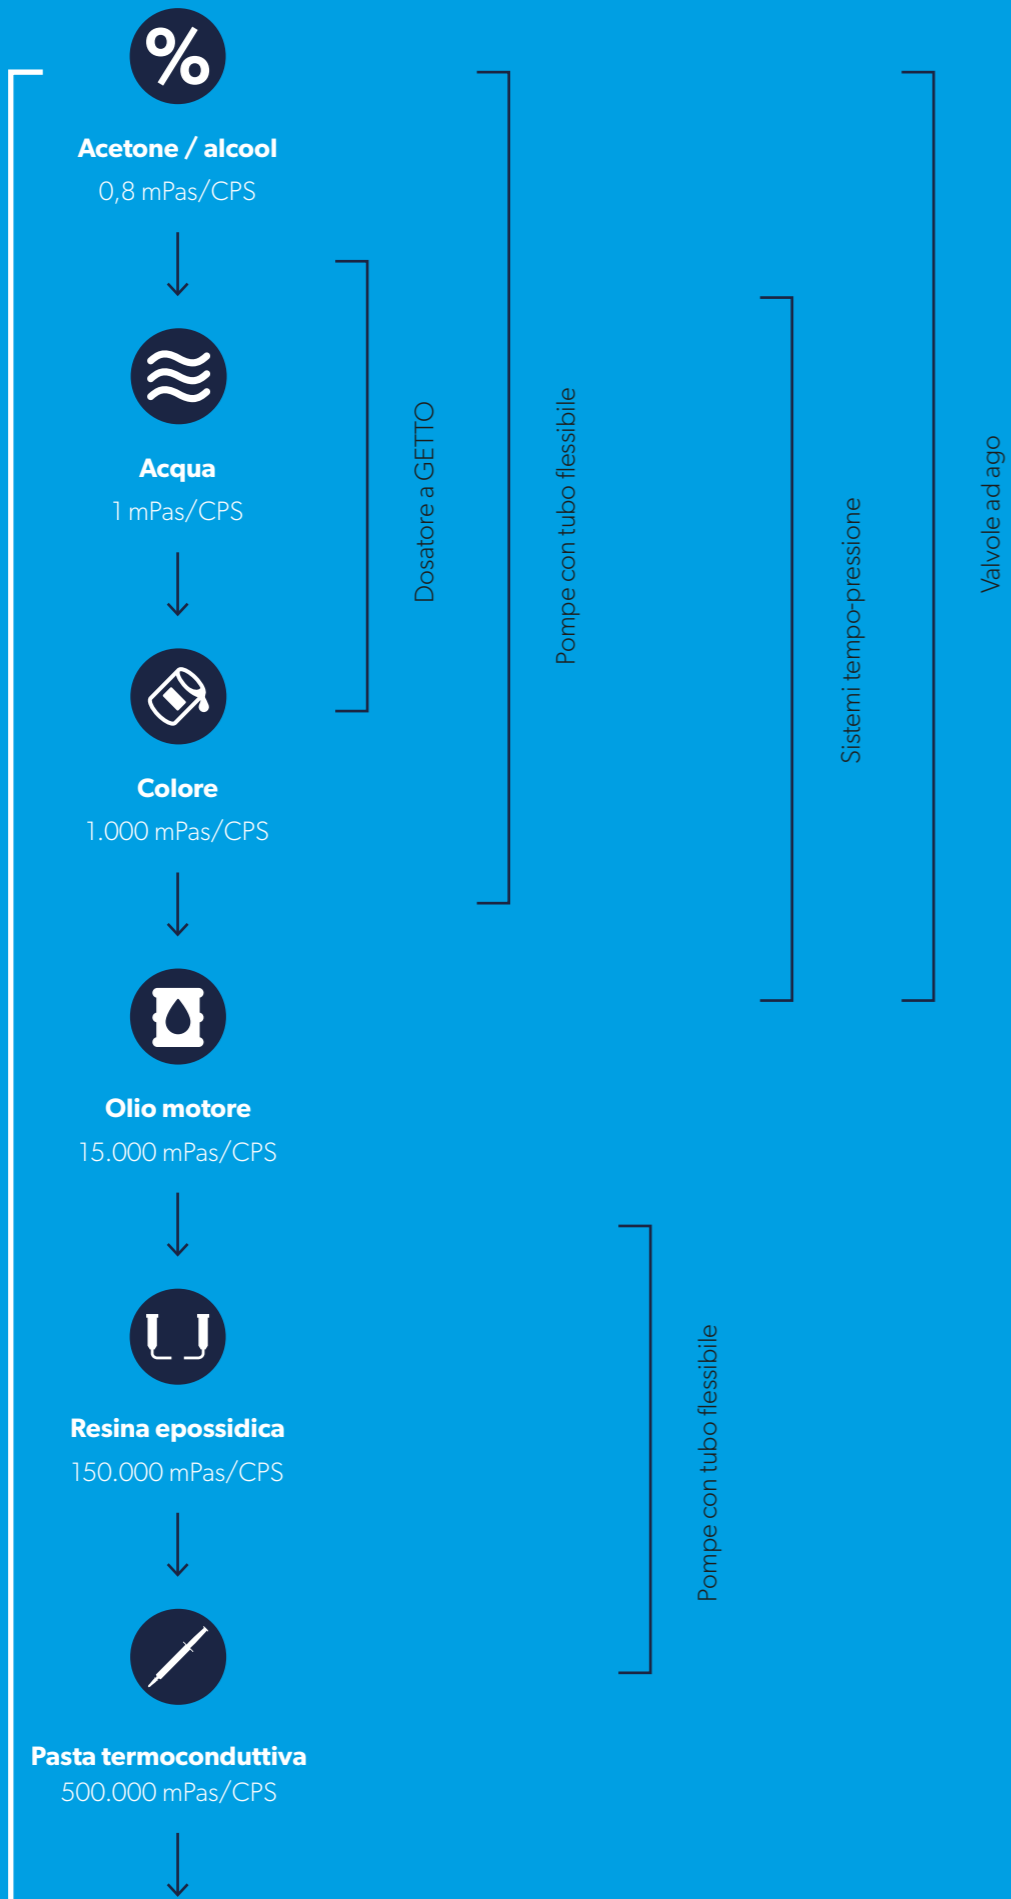 %
Acetone / alcool
0,8 mPas/CPS
Acqua
1 mPas/CPS
Colore
1.000 mPas/CPS
Olio motore
15.000 mPas/CPS
Resina epossidica
150.000 mPas/CPS
Pasta termoconduttiva
500.000 mPas/CPS
Dosatore a GETTO
Pompe con tubo flessibile
Pompe con tubo flessibile
Sistemi tempo-pressione
Valvole ad ago